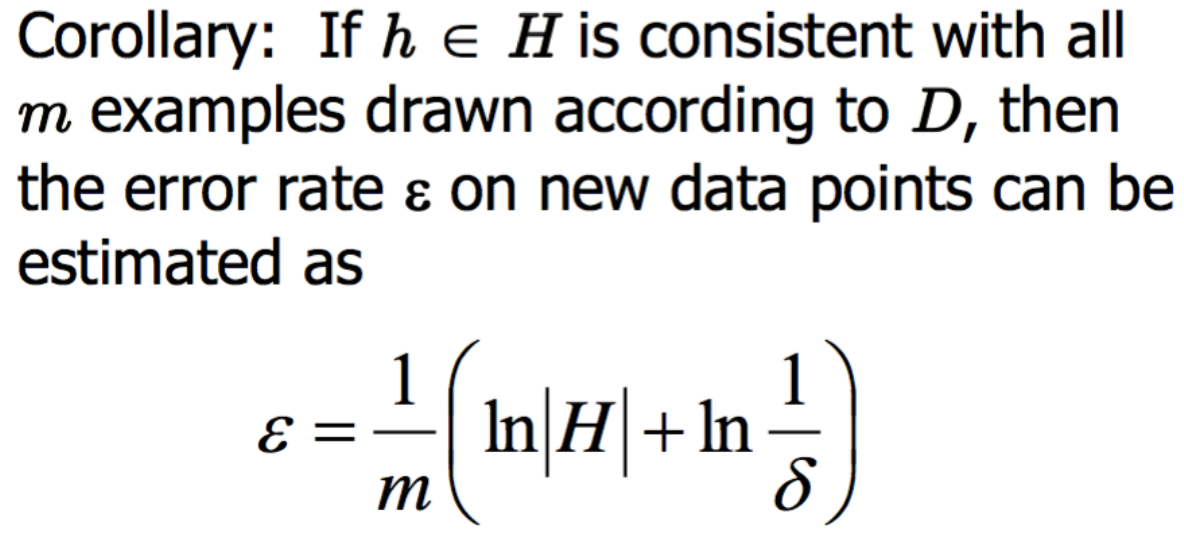 Corollary: If h ∈ H is consistent with all
m examples drawn according to D, then
the error rate ε on new data points can be
estimated as
ε = 1/m ( ln|H| + ln 1/δ )